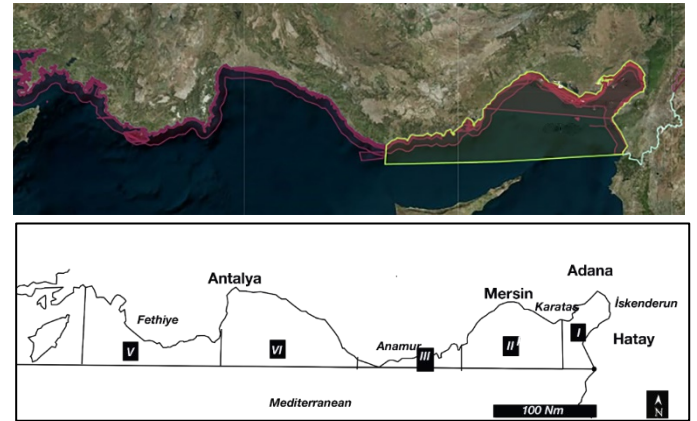 Antalya
Adana
Mersin
Karataş
İskenderun
Fethiye
Hatay
Anamur
I
II
III
VI
V
Mediterranean
100 Nm
N